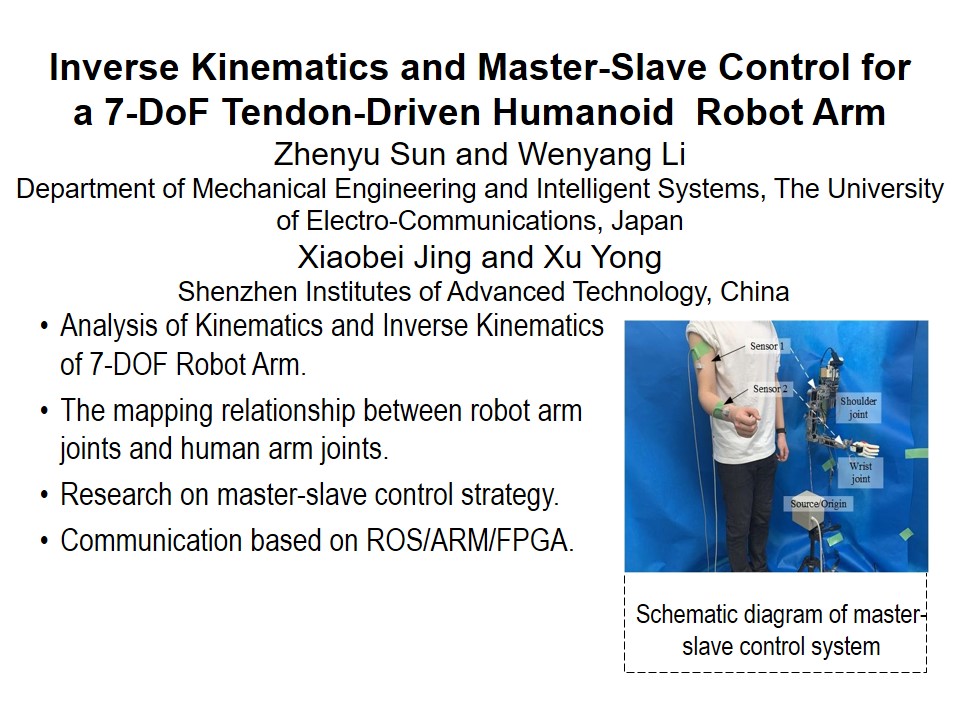 Inverse Kinematics and Master-Slave Control for
a 7-DoF Tendon-Driven Humanoid  Robot Arm
Zhenyu Sun and Wenyang Li
Department of Mechanical Engineering and Intelligent Systems, The University
of Electro-Communications, Japan
Xiaobei Jing and Xu Yong
Shenzhen Institutes of Advanced Technology, China
• Analysis of Kinematics and Inverse Kinematics
of 7-DOF Robot Arm.
• The mapping relationship between robot arm
joints and human arm joints.
• Research on master-slave control strategy.
• Communication based on ROS/ARM/FPGA.
Sensor 1
Sensor 2
Shoulder
joint
Wrist
joint
Source/Origin
Schematic diagram of master-
slave control system